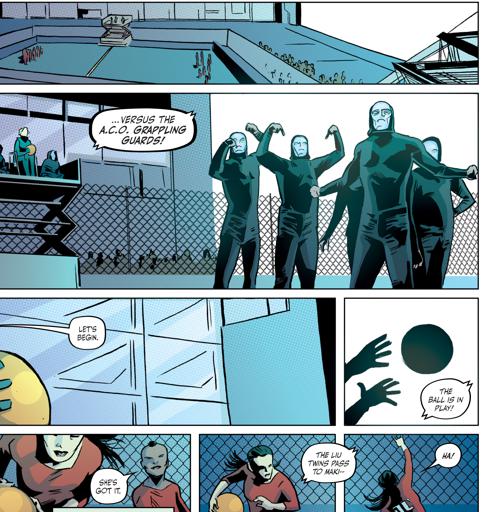 ...VERSUS THE
A.C.O. GRAPPLING
GUARDS!
LET'S
BEGIN.
THE
BALL IS IN
PLAY!
SHE'S
GOT IT.
THE LIU
TWINS PASS
TO MAKI--
HA!